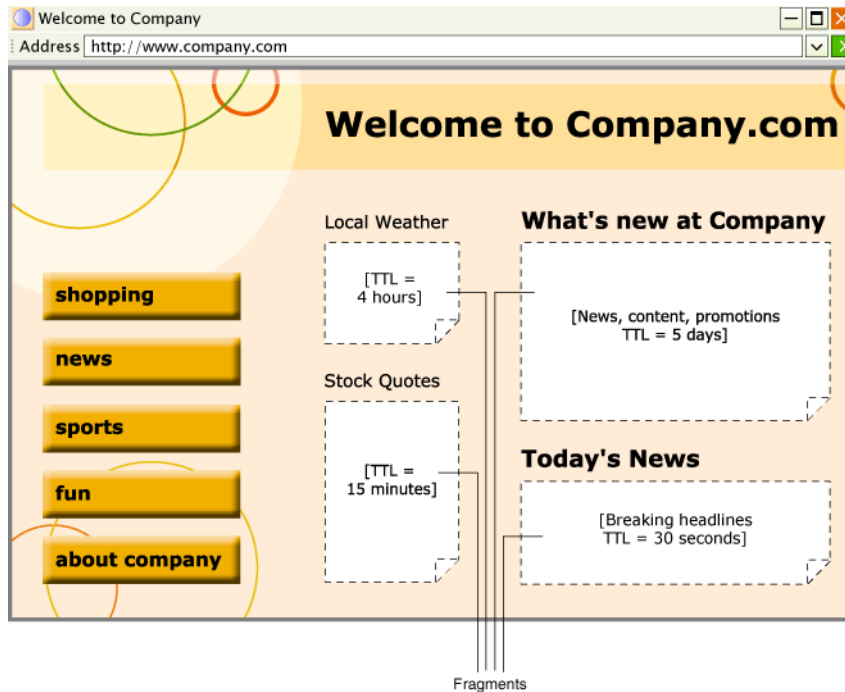 Welcome to Company
Address http://www.company.com
Welcome to Company.com
shopping
news
sports
fun
about company
Local Weather
[TTL =
4 hours]
Stock Quotes
[TTL =
15 minutes]
What's new at Company
[News, content, promotions
TTL = 5 days]
Today's News
[Breaking headlines
TTL = 30 seconds]
Fragments